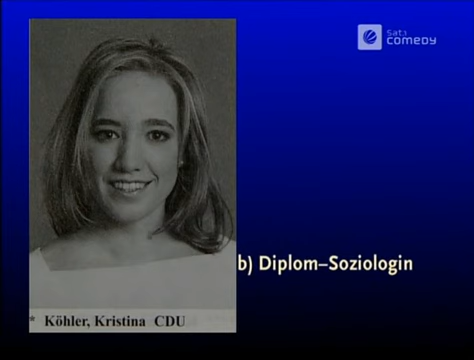 Sat.1
comedy
b) Diplom–Soziologin
* Köhler, Kristina CDU